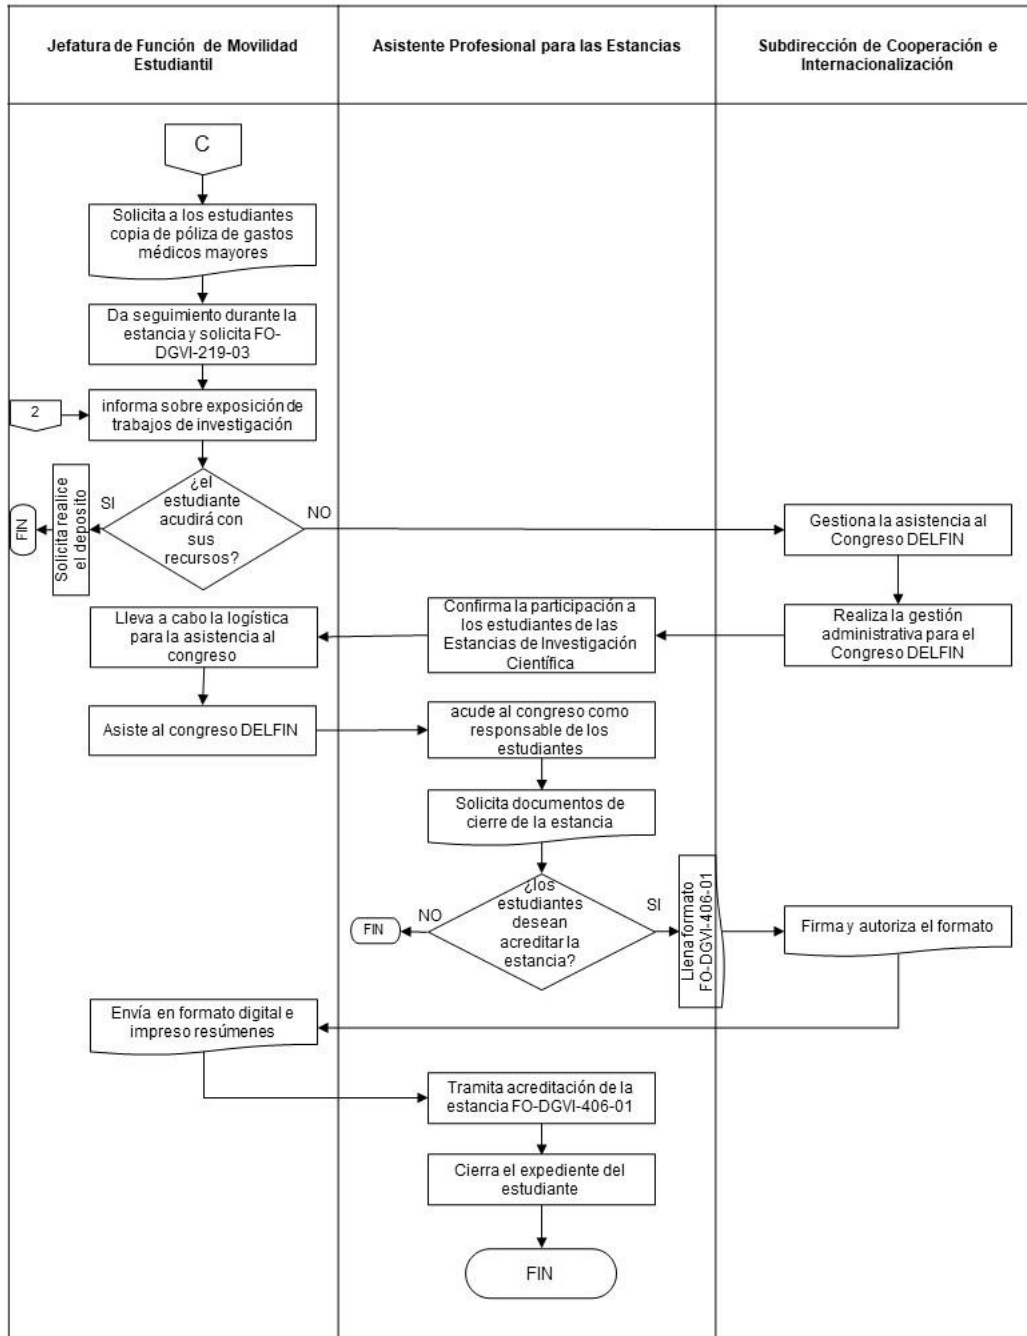 Jefatura de Función de Movilidad
Estudiantil
Asistente Profesional para las Estancias
Subdirección de Cooperación e
Internacionalización
C
Solicita a los estudiantes
copia de póliza de gastos
médicos mayores
Da seguimiento durante la
estancia y solicita FO-
DGVI-219-03
2
informa sobre exposición de
trabajos de investigación
¿el
estudiante
acudirá con
sus
recursos?
SI
NO
Solicita realice
el deposito
FIN
Gestiona la asistencia al
Congreso DELFIN
Realiza la gestión
administrativa para el
Congreso DELFIN
Confirma la participación a
los estudiantes de las
Estancias de Investigación
Científica
Lleva a cabo la logística
para la asistencia al
congreso
Asiste al congreso DELFIN
acude al congreso como
responsable de los
estudiantes
Solicita documentos de
cierre de la estancia
¿los
estudiantes
desean
acreditar la
estancia?
NO
FIN
SI
Llena formato
FO-DGVI-406-01
Firma y autoriza el formato
Envía en formato digital e
impreso resúmenes
Tramita acreditación de la
estancia FO-DGVI-406-01
Cierra el expediente del
estudiante
FIN